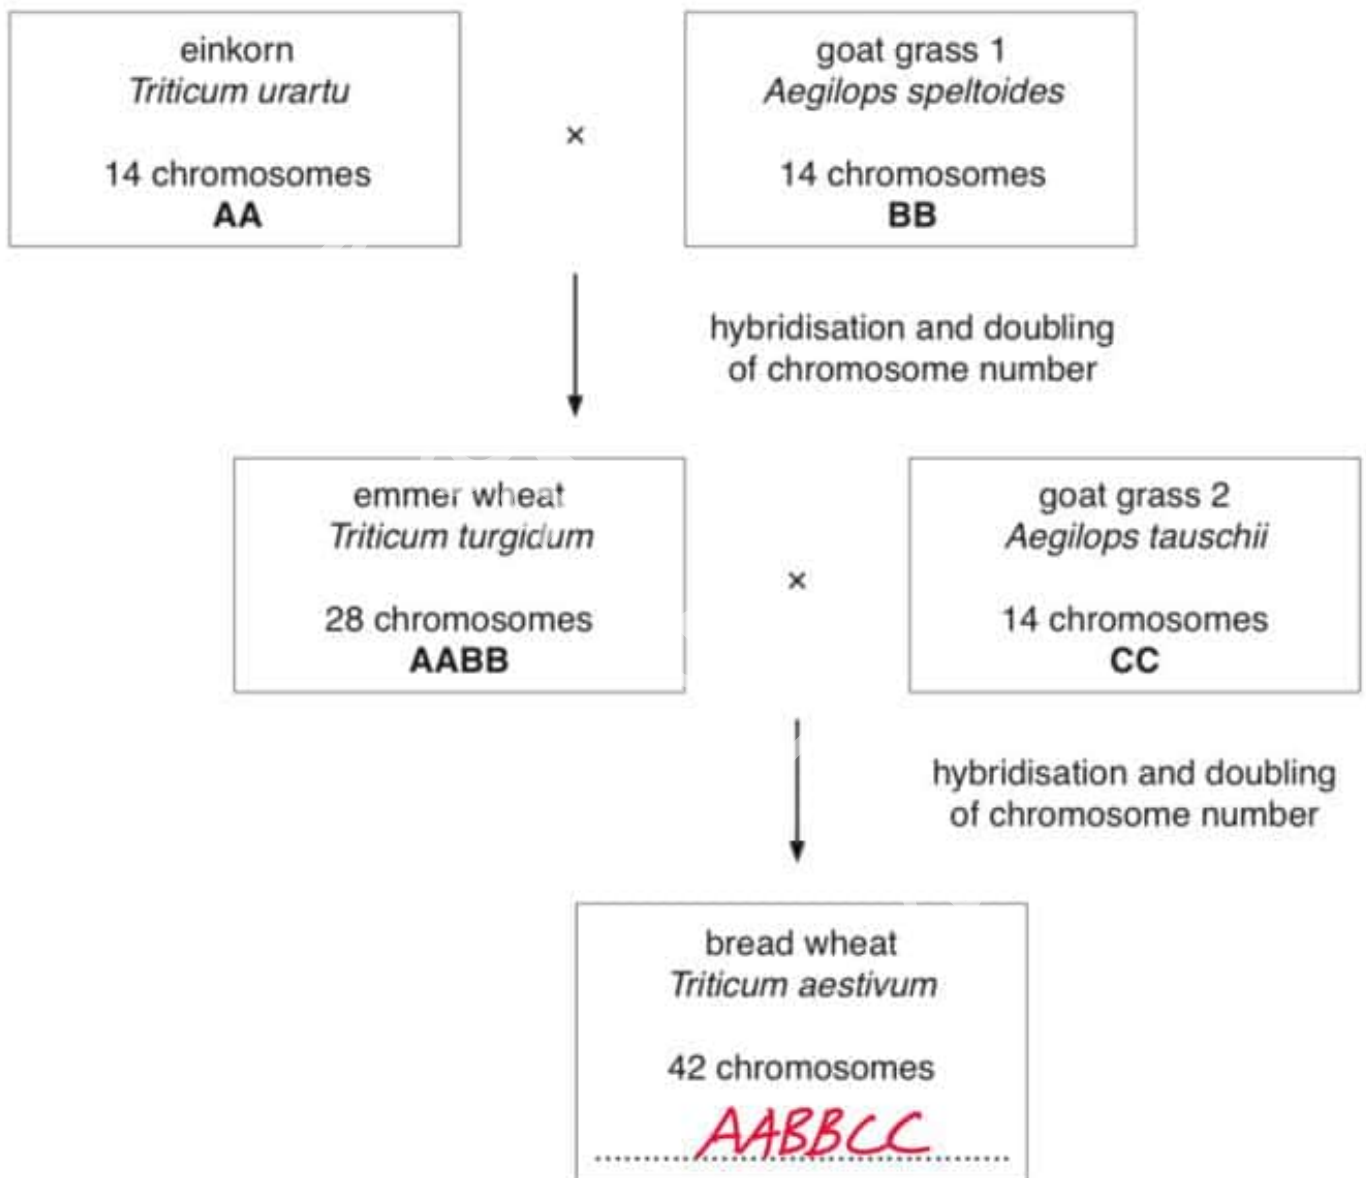 einkorn
Triticum urartu
14 chromosomes
AA
×
goat grass 1
Aegilops speltoides
14 chromosomes
BB
hybridisation and doubling
of chromosome number
emmer wheat
Triticum turgidum
28 chromosomes
AABB
×
goat grass 2
Aegilops tauschii
14 chromosomes
CC
hybridisation and doubling
of chromosome number
bread wheat
Triticum aestivum
42 chromosomes
AABBCC